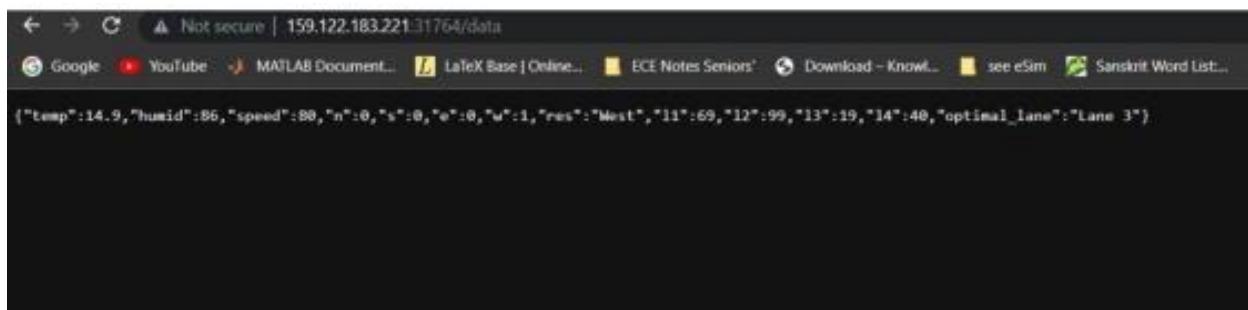 Not secure | 159.122.183.221:31764/data
Google YouTube MATLAB Document... LaTeX Base | Online... ECE Notes Seniors' Download – Knowl... see eSim Sanskrit Word List:...
{"temp":14.9,"humid":86,"speed":80,"n":0,"s":0,"e":0,"w":1,"res":"West","l1":69,"l2":99,"l3":19,"l4":40,"optimal_lane":"Lane 3"}